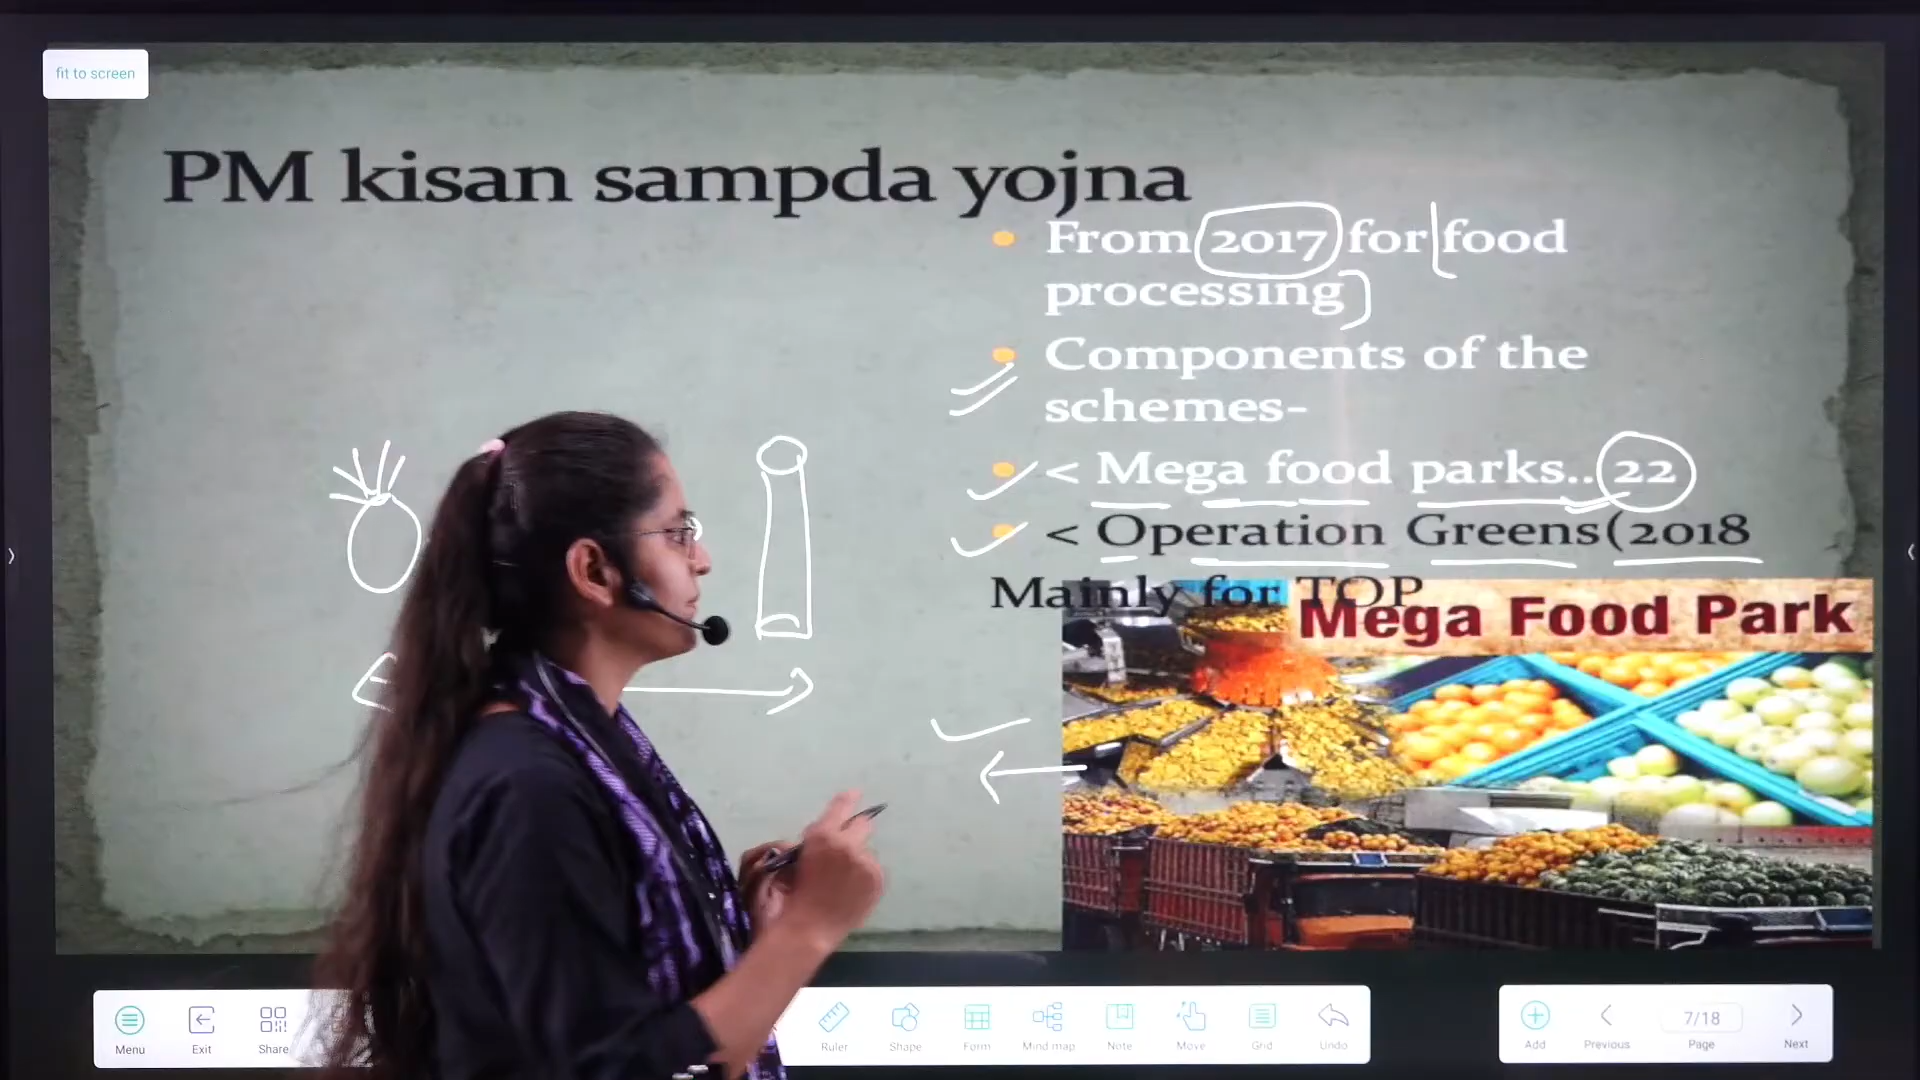 fit to screen
PM kisan sampda yojna
From 2017 for food
processing
Components of the
schemes-
< Mega food parks..22
< Operation Greens(2018
Mainly for TOP
Mega Food Park
Menu
Exit
Share
Ruler
Shape
Form
Mind map
Note
Move
Grid
Undo
Add
Previous
7/18
Page
Next